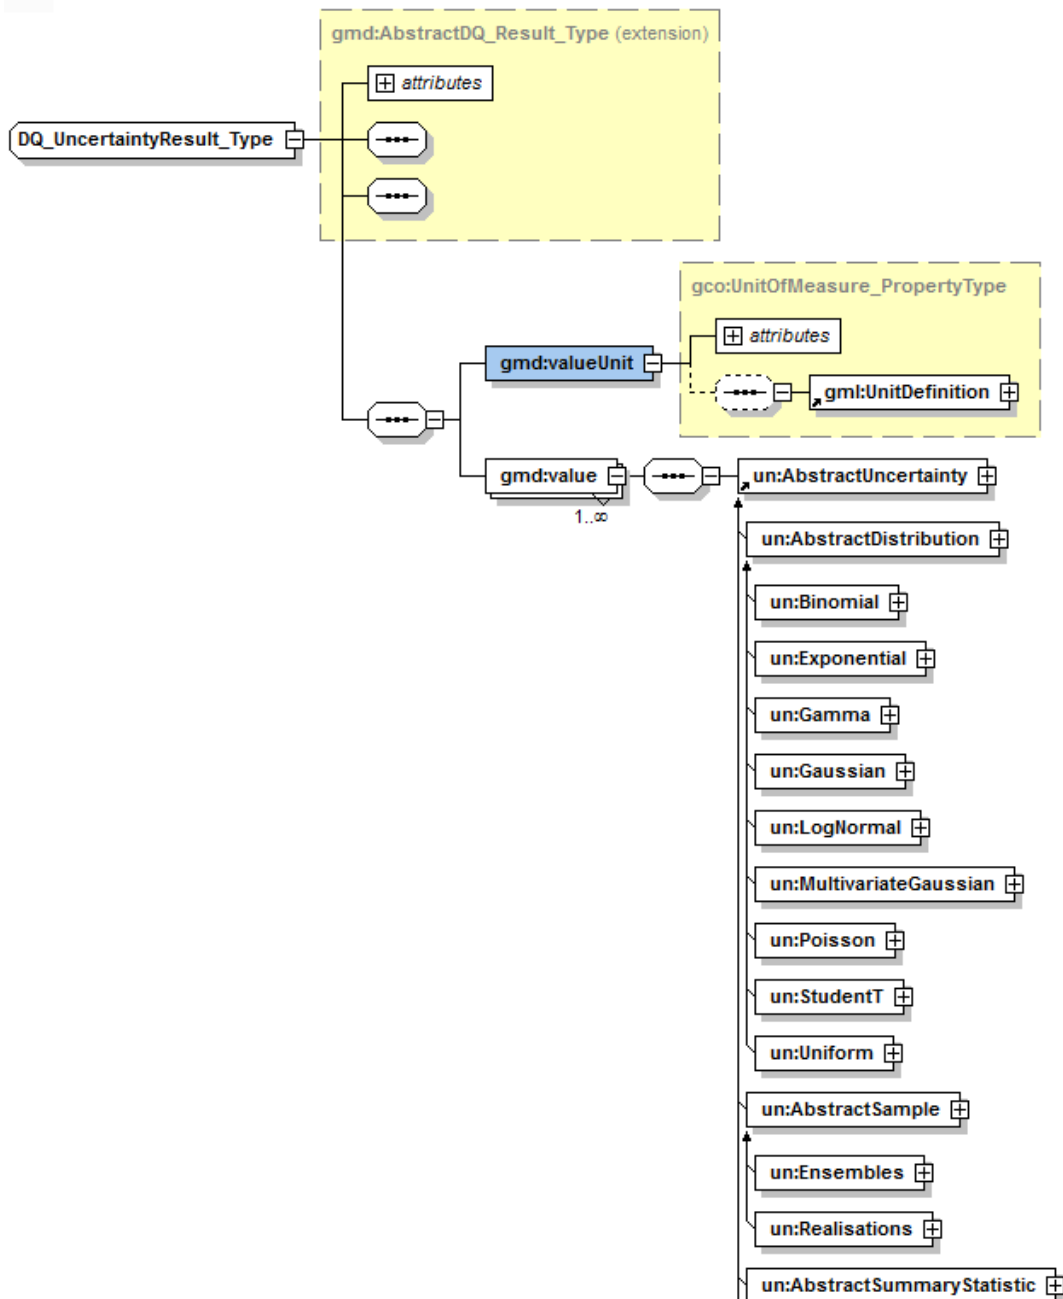 gmd:AbstractDQ_Result_Type (extension)
attributes
DQ_UncertaintyResult_Type
gco:UnitOfMeasure_PropertyType
attributes
gmd:valueUnit
gml:UnitDefinition
gmd:value
un:AbstractUncertainty
1..∞
un:AbstractDistribution
un:Binomial
un:Exponential
un:Gamma
un:Gaussian
un:LogNormal
un:MultivariateGaussian
un:Poisson
un:StudentT
un:Uniform
un:AbstractSample
un:Ensembles
un:Realisations
un:AbstractSummaryStatistic